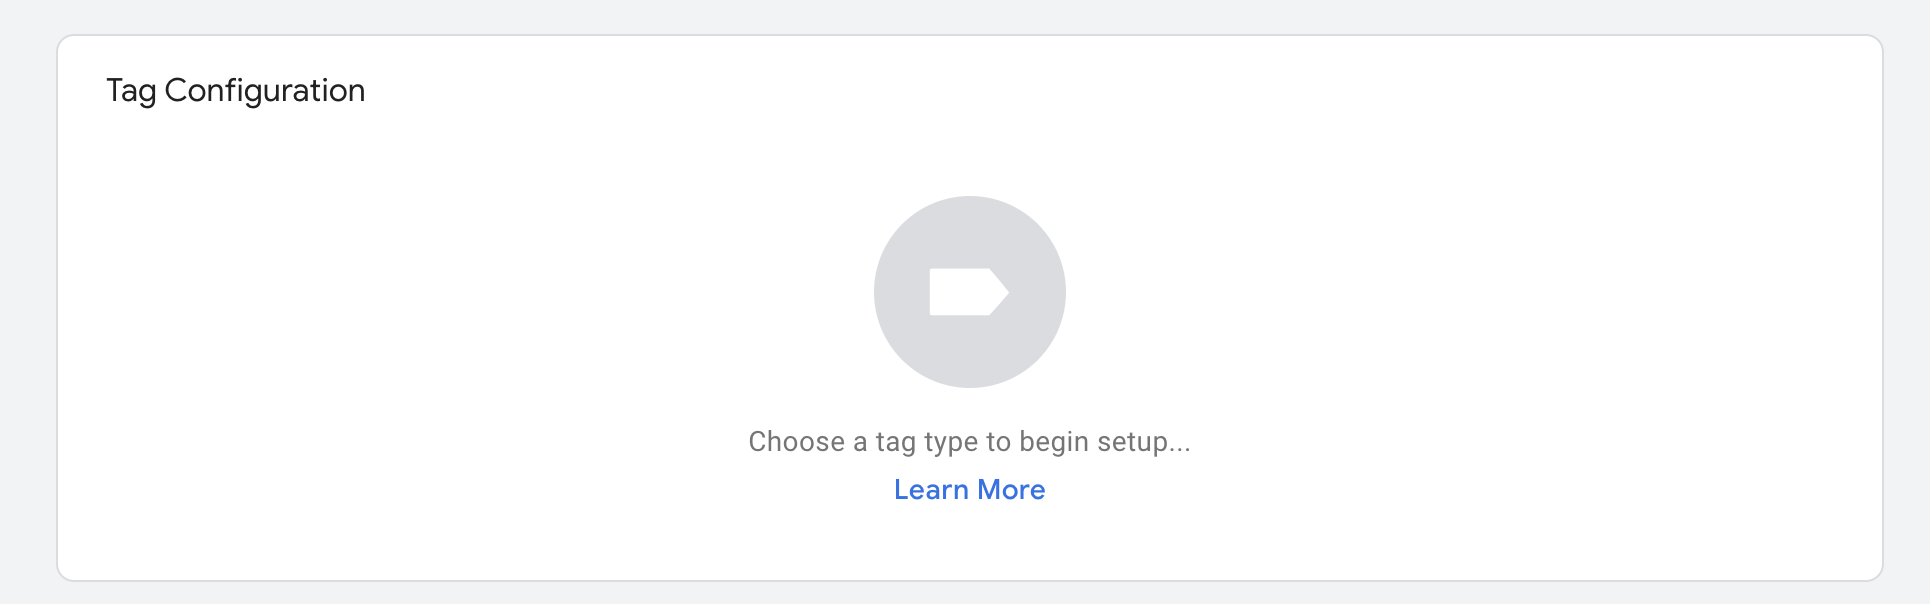 Tag Configuration
Choose a tag type to begin setup...
Learn More